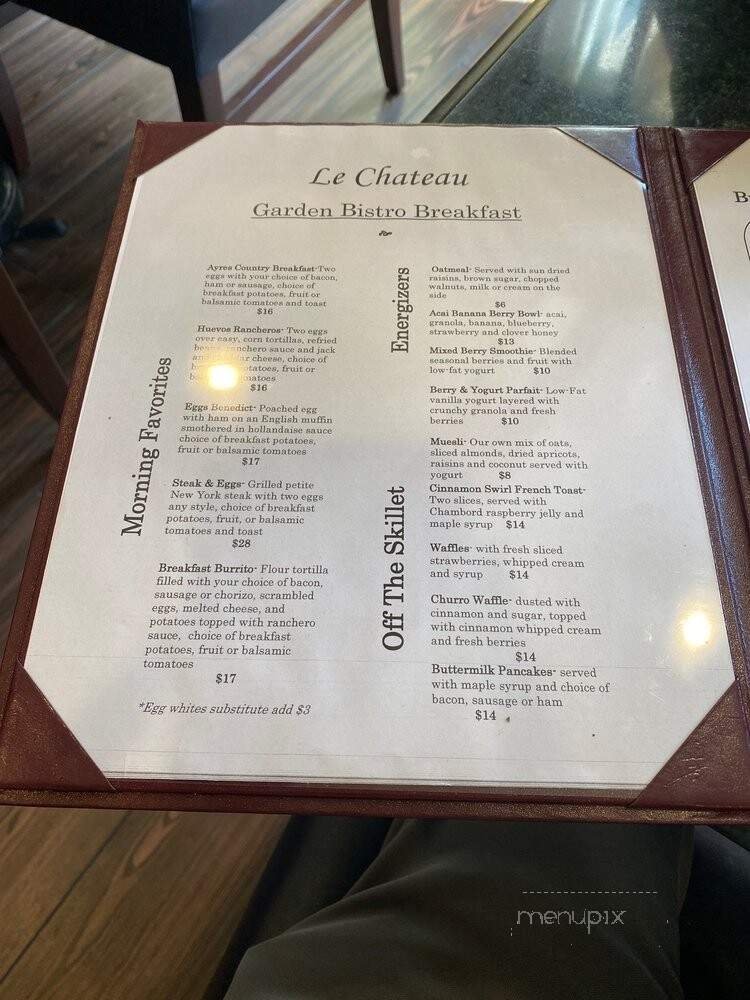 Le Chateau
Garden Bistro Breakfast
Morning Favorites
Ayres Country Breakfast-Two
eggs with your choice of bacon,
ham or sausage, choice of
breakfast potatoes, fruit or
balsamic tomatoes and toast
$16
Huevos Rancheros- Two eggs
over easy, corn tortillas, refried
ranchero sauce and jack
cheese, choice of
potatoes, fruit or
tomatoes
$16
Eggs Benedict- Poached egg
with ham on an English muffin
smothered in hollandaise sauce
choice of breakfast potatoes,
fruit or balsamic tomatoes
$17
Steak & Eggs- Grilled petite
New York steak with two eggs
any style, choice of breakfast
potatoes, fruit, or balsamic
tomatoes and toast
$28
Breakfast Burrito- Flour tortilla
filled with your choice of bacon,
sausage or chorizo, scrambled
eggs, melted cheese, and
potatoes topped with ranchero
sauce, choice of breakfast
potatoes, fruit or balsamic
tomatoes
$17
*Egg whites substitute add $3
Energizers
Oatmeal- Served with sun dried
raisins, brown sugar, chopped
walnuts, milk or cream on the
side
$6
Acai Banana Berry Bowl- acai,
granola, banana, blueberry,
strawberry and clover honey
$13
Mixed Berry Smoothie- Blended
seasonal berries and fruit with
low-fat yogurt $10
Berry & Yogurt Parfait- Low-Fat
vanilla yogurt layered with
crunchy granola and fresh
berries $10
Muesli- Our own mix of oats,
sliced almonds, dried apricots,
raisins and coconut served with
yogurt $8
Off The Skillet
Cinnamon Swirl French Toast-
Two slices, served with
Chambord raspberry jelly and
maple syrup $14
Waffles- with fresh sliced
strawberries, whipped cream
and syrup $14
Churro Waffle- dusted with
cinnamon and sugar, topped
with cinnamon whipped cream
and fresh berries
$14
Buttermilk Pancakes- served
with maple syrup and choice of
bacon, sausage or ham
$14
menupix